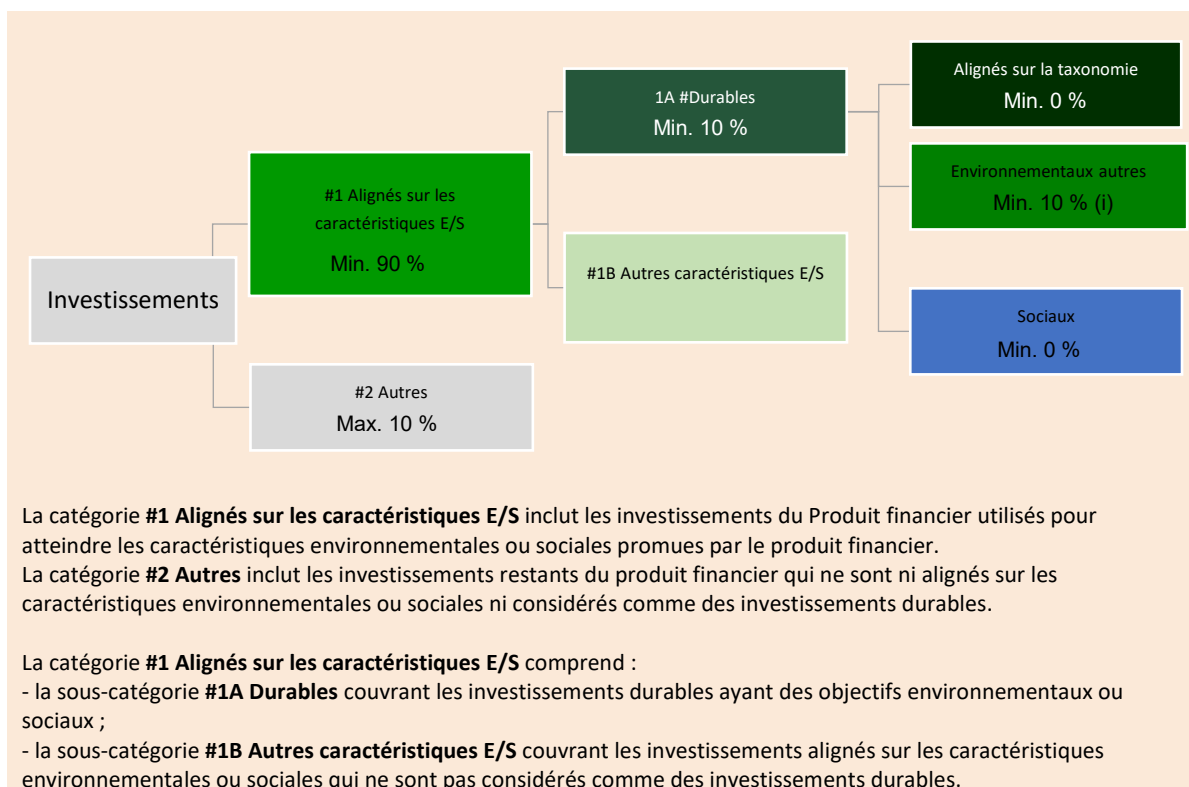 Alignés sur la taxonomie
Min. 0 %
1A #Durables
Min. 10 %
Environnementaux autres
Min. 10 % (i)
#1 Alignés sur les
caractéristiques E/S
Min. 90 %
#1B Autres caractéristiques E/S
Investissements
Sociaux
Min. 0 %
#2 Autres
Max. 10 %
La catégorie #1 Alignés sur les caractéristiques E/S inclut les investissements du Produit financier utilisés pour
atteindre les caractéristiques environnementales ou sociales promues par le produit financier.
La catégorie #2 Autres inclut les investissements restants du produit financier qui ne sont ni alignés sur les
caractéristiques environnementales ou sociales ni considérés comme des investissements durables.
La catégorie #1 Alignés sur les caractéristiques E/S comprend :
- la sous-catégorie #1A Durables couvrant les investissements durables ayant des objectifs environnementaux ou
sociaux ;
- la sous-catégorie #1B Autres caractéristiques E/S couvrant les investissements alignés sur les caractéristiques
environnementales ou sociales qui ne sont pas considérés comme des investissements durables.